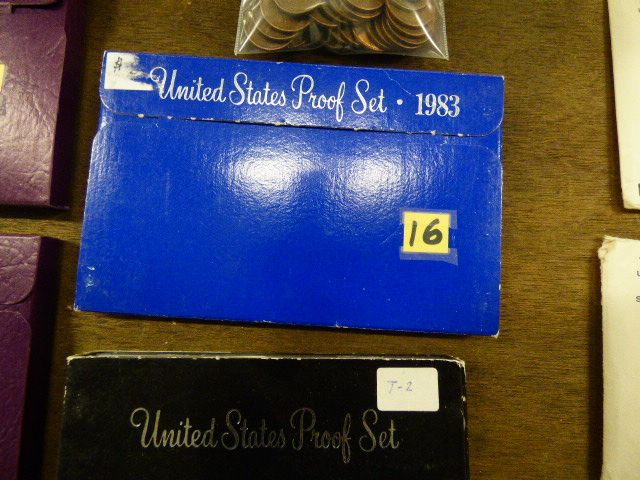 United States Proof Set · 1983
16
T-2
United States Proof Set